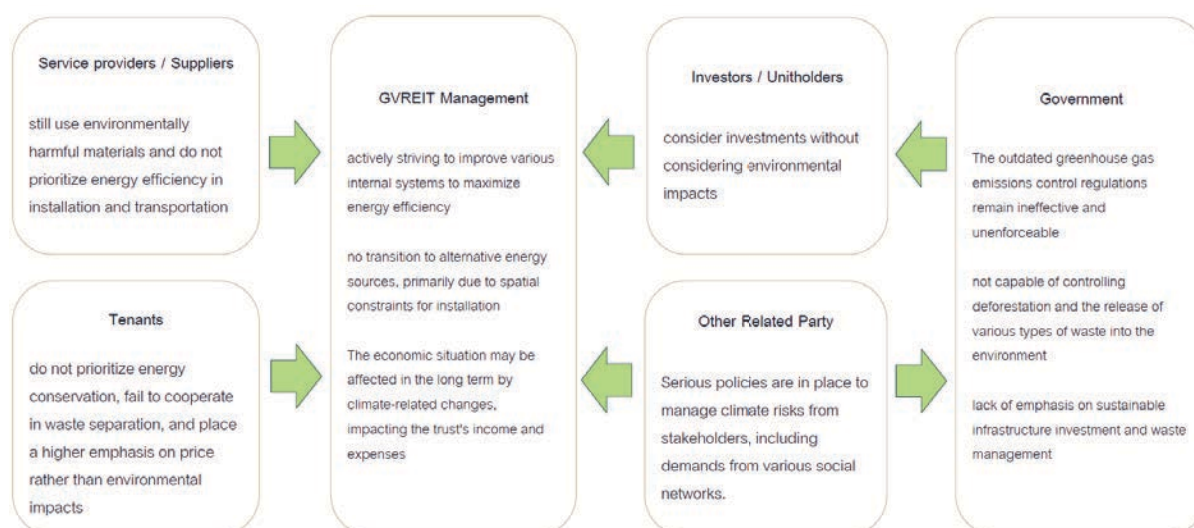 Service providers / Suppliers
still use environmentally
harmful materials and do not
prioritize energy efficiency in
installation and transportation
Tenants
do not prioritize energy
conservation, fail to cooperate
in waste separation, and place
a higher emphasis on price
rather than environmental
impacts
GVREIT Management
actively striving to improve various
internal systems to maximize
energy efficiency
no transition to alternative energy
sources, primarily due to spatial
constraints for installation
The economic situation may be
affected in the long term by
climate-related changes,
impacting the trust's income and
expenses
Investors / Unitholders
consider investments without
considering environmental
impacts
Other Related Party
Serious policies are in place to
manage climate risks from
stakeholders, including
demands from various social
networks.
Government
The outdated greenhouse gas
emissions control regulations
remain ineffective and
unenforceable
not capable of controlling
deforestation and the release of
various types of waste into the
environment
lack of emphasis on sustainable
infrastructure investment and waste
management